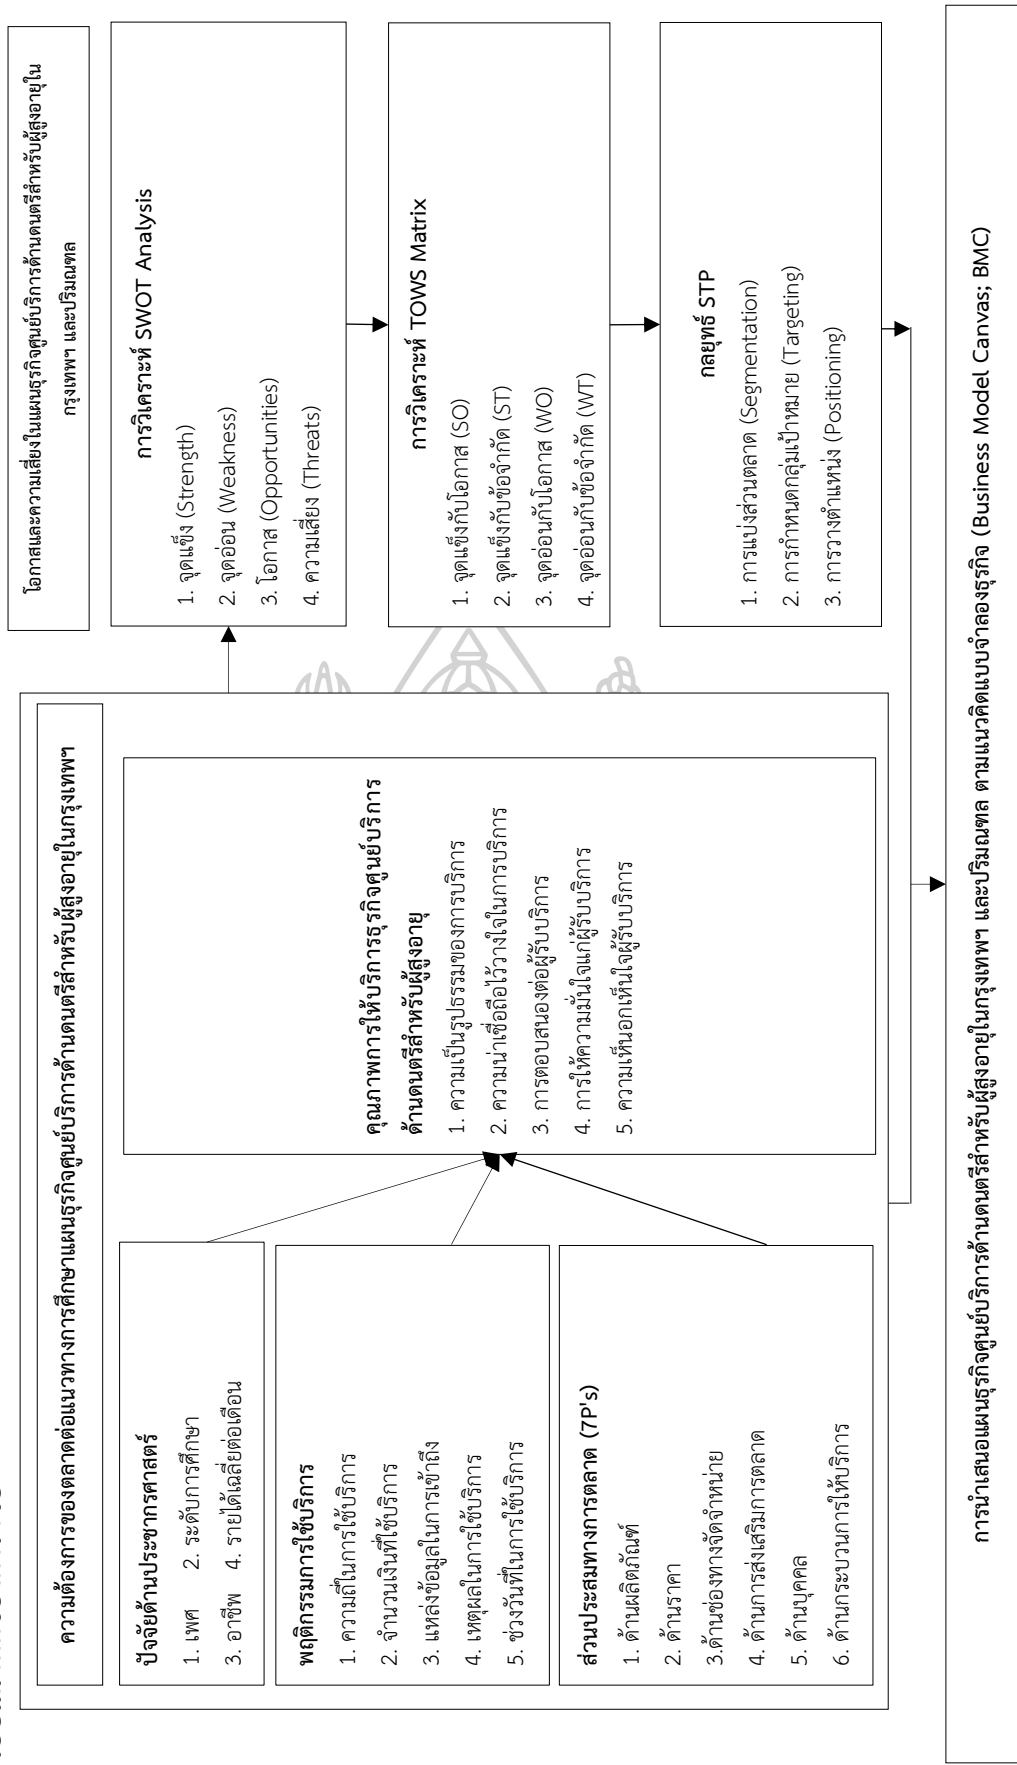 ความต้องการของตลาดต่อแนวทางการศึกษาแผนธุรกิจศูนย์บริการด้านดนตรีสำหรับผู้สูงอายุในกรุงเทพฯ
ปัจจัยด้านประชากรศาสตร์
1. เพศ 2. ระดับการศึกษา
3. อาชีพ 4. รายได้เฉลี่ยต่อเดือน
พฤติกรรมการใช้บริการ
1. ความถี่ในการใช้บริการ
2. จำนวนเงินที่ใช้บริการ
3. แหล่งข้อมูลในการเข้าถึง
4. เหตุผลในการใช้บริการ
5. ช่วงวันที่ในการใช้บริการ
ส่วนประสมทางการตลาด (7P's)
1. ด้านผลิตภัณฑ์
2. ด้านราคา
3.ด้านช่องทางจัดจำหน่าย
4. ด้านการส่งเสริมการตลาด
5. ด้านบุคคล
6. ด้านกระบวนการให้บริการ
คุณภาพการให้บริการธุรกิจศูนย์บริการ
ด้านดนตรีสำหรับผู้สูงอายุ
1. ความเป็นรูปธรรมของการบริการ
2. ความน่าเชื่อถือไว้วางใจในการบริการ
3. การตอบสนองต่อผู้รับบริการ
4. การให้ความมั่นใจแก่ผู้รับบริการ
5. ความเห็นอกเห็นใจผู้รับบริการ
โอกาสและความเสี่ยงในแผนธุรกิจศูนย์บริการด้านดนตรีสำหรับผู้สูงอายุใน
กรุงเทพฯ และปริมณฑล
การวิเคราะห์ SWOT Analysis
1. จุดแข็ง (Strength)
2. จุดอ่อน (Weakness)
3. โอกาส (Opportunities)
4. ความเสี่ยง (Threats)
การวิเคราะห์ TOWS Matrix
1. จุดแข็งกับโอกาส (SO)
2. จุดแข็งกับข้อจำกัด (ST)
3. จุดอ่อนกับโอกาส (WO)
4. จุดอ่อนกับข้อจำกัด (WT)
กลยุทธ์ STP
1. การแบ่งส่วนตลาด (Segmentation)
2. การกำหนดกลุ่มเป้าหมาย (Targeting)
3. การวางตำแหน่ง (Positioning)
การนำเสนอแผนธุรกิจศูนย์บริการด้านดนตรีสำหรับผู้สูงอายุในกรุงเทพฯ และปริมณฑล ตามแนวคิดแบบจำลองธุรกิจ (Business Model Canvas; BMC)